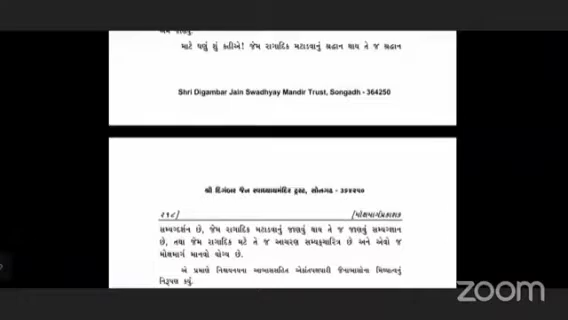 માટે ઘણું શું કહીએ! જેમ રાગાદિક મટાડવાનું શ્રદ્ધાન થાય તે જ શ્રદ્ધાન
Shri Digambar Jain Swadhyay Mandir Trust, Songadh - 364250
શ્રી દિગંબર જૈન સ્વાધ્યાયમંદિર ટ્રસ્ટ, સોનગઢ - ૩૬૪૨૫૦
૨૧૮] [મોક્ષમાર્ગપ્રકાશક
સમ્યગ્દર્શન છે, જેમ રાગાદિક મટાડવાનું જાણવું થાય તે જ જાણવું સમ્યગ્જ્ઞાન
છે, તથા જેમ રાગાદિક મટે તે જ આચરણ સમ્યક્ચારિત્ર છે અને એવો જ
મોક્ષમાર્ગ માનવો યોગ્ય છે.
એ પ્રમાણે નિશ્ચયનયના આભાસસહિત એકાંતપક્ષધારી જૈનાભાસોના મિથ્યાત્વનું
નિરૂપણ કર્યું.
zoom